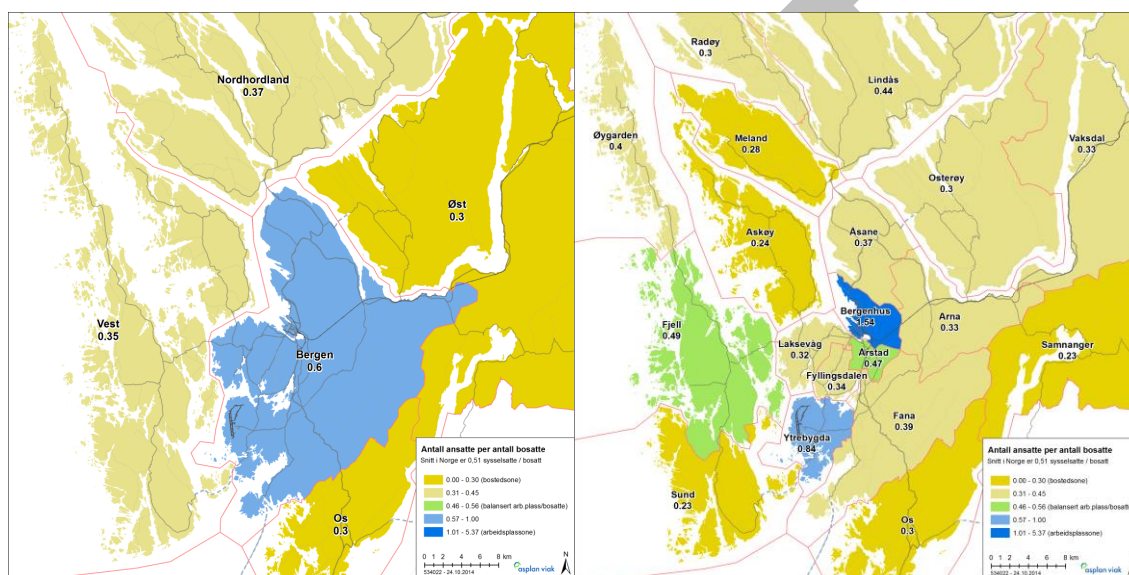 Nordhordland
0.37
Øst
0.3
Vest
0.35
Bergen
0.6
Os
0.3
Antall ansatte per antall bosatte
Snitt i Norge er 0,51 sysselsatte / bosatt
0.00 - 0.30 (bostedsone)
0.31 - 0.45
0.46 - 0.56 (balansert arb.plass/bosatte)
0.57 - 1.00
1.01 - 5.37 (arbeidsplassone)
0 1 2 4 6 8 km
534022 - 24.10.2014
asplan viak
N
Radøy
0.3
Lindås
0.44
Øygarden
0.4
Meland
0.28
Vaksdal
0.33
Osterøy
0.3
Askøy
0.24
Åsane
0.37
Bergenhus
1.54
Arna
0.33
Fjell
0.49
Laksevåg
0.32
Årstad
0.47
Samnanger
0.23
Fyllingsdalen
0.34
Fana
0.39
Ytrebygda
0.84
Sund
0.23
Os
0.3
Antall ansatte per antall bosatte
Snitt i Norge er 0,51 sysselsatte / bosatt
0.00 - 0.30 (bostedsone)
0.31 - 0.45
0.46 - 0.56 (balansert arb.plass/bosatte)
0.57 - 1.00
1.01 - 5.37 (arbeidsplassone)
0 1 2 4 6 8 km
534022 - 24.10.2014
asplan viak
N